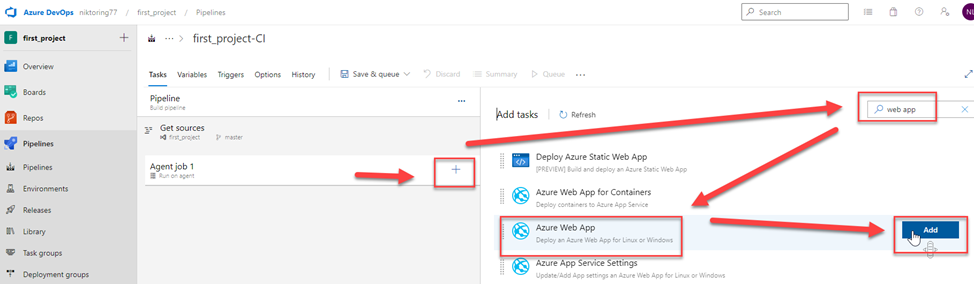 Azure DevOps niktoring77 / first_project / Pipelines
Search
NL
F first_project
first_project-CI
Overview
Boards
Repos
Pipelines
Pipelines
Environments
Releases
Library
Task groups
Deployment groups
Tasks Variables Triggers Options History Save & queue Discard Summary Queue
Pipeline
Build pipeline
Get sources
first_project master
Agent job 1
Run on agent
Add tasks Refresh
web app
Deploy Azure Static Web App
[PREVIEW] Build and deploy an Azure Static Web App
Azure Web App for Containers
Deploy containers to Azure App Service
Azure Web App
Deploy an Azure Web App for Linux or Windows
Add
Azure App Service Settings
Update/Add App settings an Azure Web App for Linux or Windows